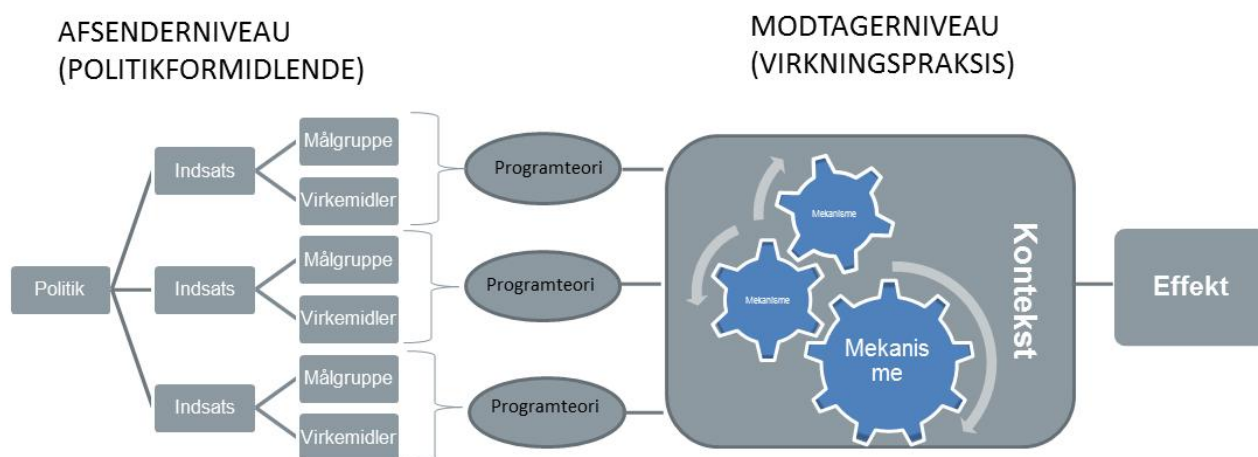 AFSENDERNIVEAU
(POLITIKFORMIDLENDE)
MODTAGERNIVEAU
(VIRKNINGSPRAKSIS)
Politik
Indsats
Målgruppe
Virkemidler
Programteori
Indsats
Målgruppe
Virkemidler
Programteori
Indsats
Målgruppe
Virkemidler
Programteori
Mekanisme
Mekanisme
Mekanis
me
Kontekst
Effekt